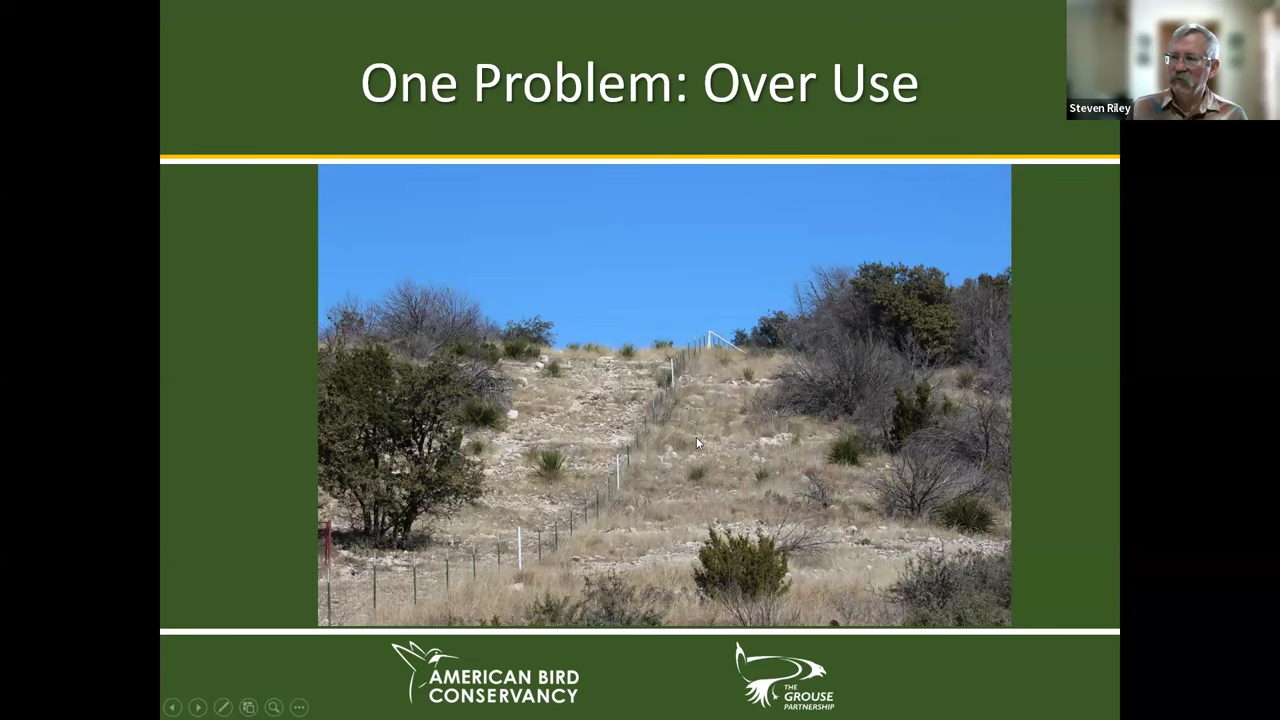 One Problem: Over Use
Steven Riley
AMERICAN BIRD
CONSERVANCY
THE
GROUSE
PARTNERSHIP